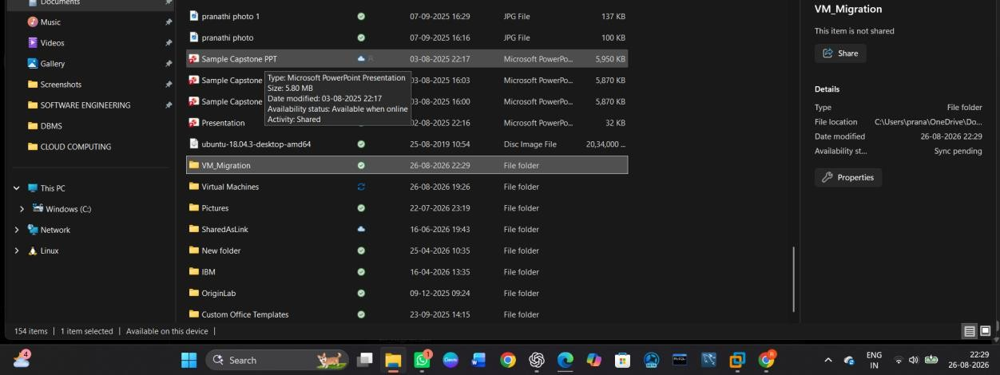 Documents
Music
Videos
Gallery
Screenshots
SOFTWARE ENGINEERING
DBMS
CLOUD COMPUTING
This PC
Windows (C:)
Network
Linux
pranathi photo 1 07-09-2025 16:29 JPG File 137 KB
pranathi photo 07-09-2025 16:16 JPG File 100 KB
Sample Capstone PPT 03-08-2025 22:17 Microsoft PowerPo... 5,950 KB
Sample Capstone 03-08-2025 16:03 Microsoft PowerPo... 5,870 KB
Sample Capstone 03-08-2025 16:00 Microsoft PowerPo... 5,870 KB
Presentation 02-08-2025 22:16 Microsoft PowerPo... 32 KB
Type: Microsoft PowerPoint Presentation
Size: 5.80 MB
Date modified: 03-08-2025 22:17
Availability status: Available when online
Activity: Shared
ubuntu-18.04.3-desktop-amd64 25-08-2019 10:54 Disc Image File 20,34,000 ...
VM_Migration 26-08-2026 22:29 File folder
Virtual Machines 26-08-2026 19:26 File folder
Pictures 22-07-2026 23:19 File folder
SharedAsLink 16-06-2026 19:43 File folder
New folder 25-04-2026 10:35 File folder
IBM 16-04-2026 13:35 File folder
OriginLab 09-12-2025 09:24 File folder
Custom Office Templates 23-09-2025 14:15 File folder
VM_Migration
This item is not shared
Share
Details
Type File folder
File location C:\Users\prana\OneDrive\Do...
Date modified 26-08-2026 22:29
Availability st... Sync pending
Properties
154 items | 1 item selected | Available on this device |
4
Search
1
ENG
IN
22:29
26-08-2026